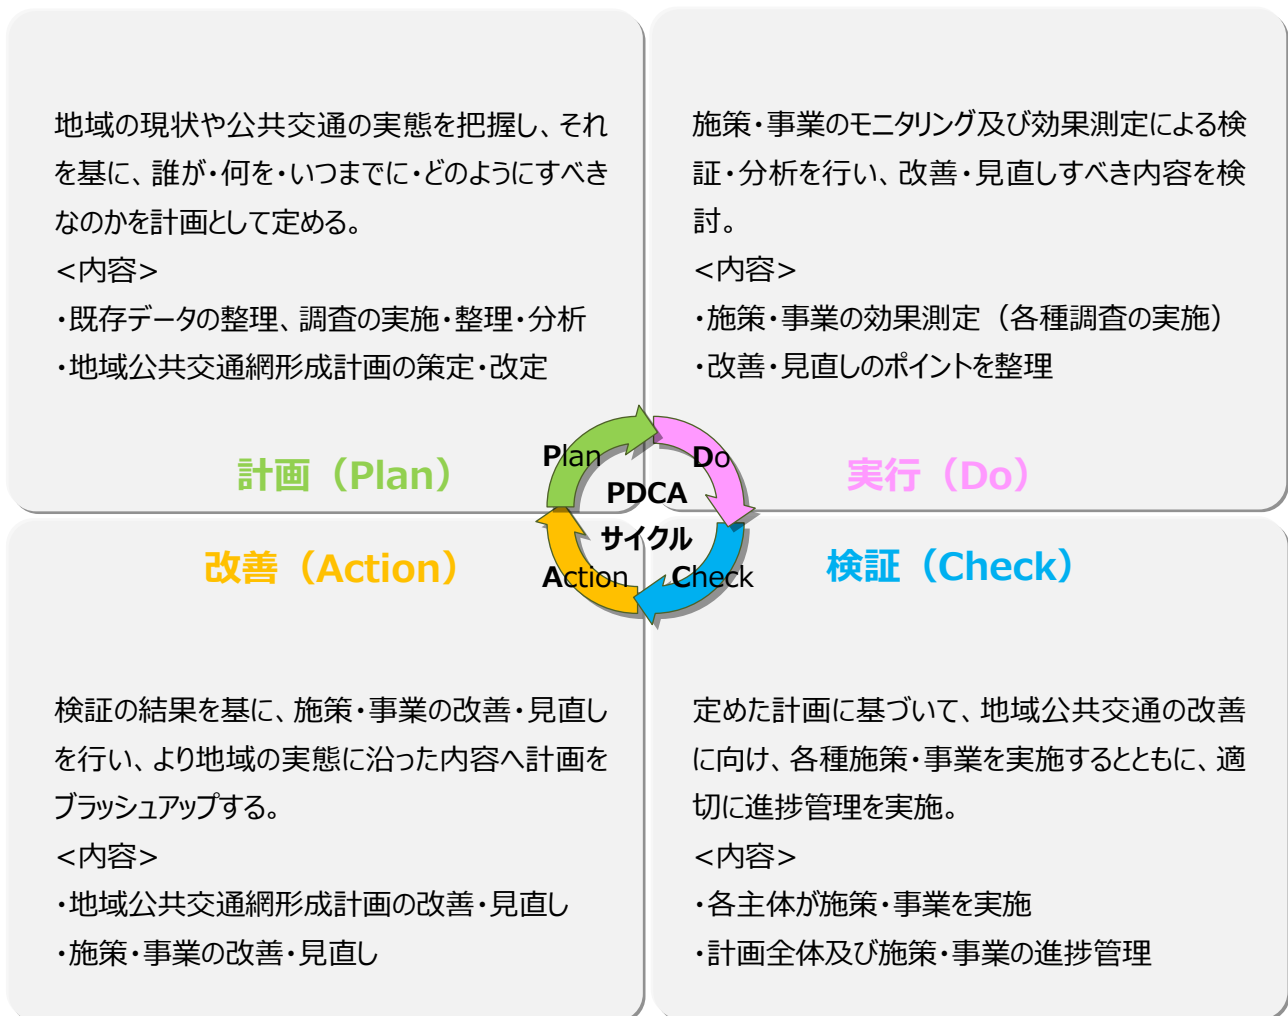 地域の現状や公共交通の実態を把握し、それ
を基に、誰が・何を・いつまでに・どのようにすべき
なのかを計画として定める。
<内容>
・既存データの整理、調査の実施・整理・分析
・地域公共交通網形成計画の策定・改定
計画（Plan）
施策・事業のモニタリング及び効果測定による検
証・分析を行い、改善・見直しすべき内容を検
討。
<内容>
・施策・事業の効果測定（各種調査の実施）
・改善・見直しのポイントを整理
実行（Do）
Plan
Do
PDCA
サイクル
Action
Check
改善（Action）
検証の結果を基に、施策・事業の改善・見直し
を行い、より地域の実態に沿った内容へ計画を
ブラッシュアップする。
<内容>
・地域公共交通網形成計画の改善・見直し
・施策・事業の改善・見直し
検証（Check）
定めた計画に基づいて、地域公共交通の改善
に向け、各種施策・事業を実施するとともに、適
切に進捗管理を実施。
<内容>
・各主体が施策・事業を実施
・計画全体及び施策・事業の進捗管理